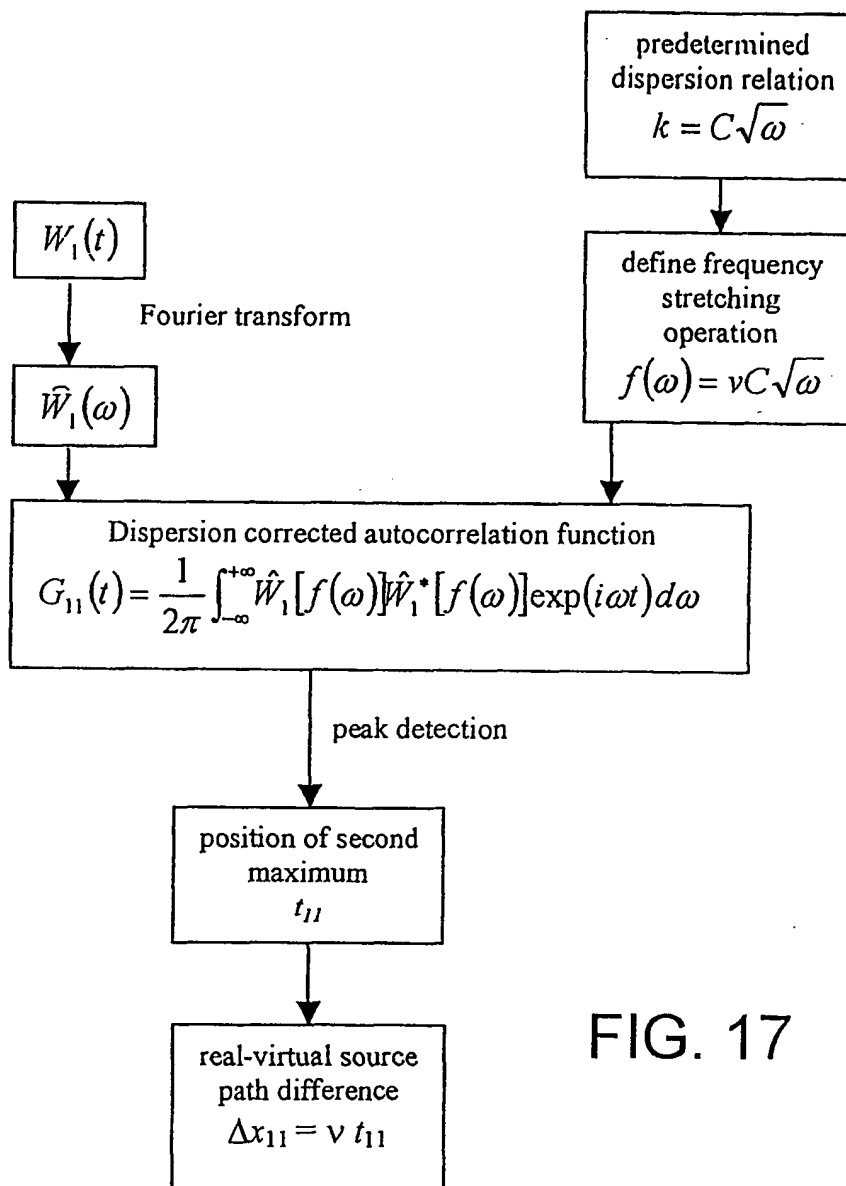 predetermined
dispersion relation
k = C√ω
W₁(t)
Fourier transform
Ŵ₁(ω)
define frequency
stretching
operation
f(ω) = νC√ω
Dispersion corrected autocorrelation function
G₁₁(t) = 1/2π ∫_{-∞}^{+∞} Ŵ₁[f(ω)]Ŵ₁*[f(ω)]exp(iωt)dω
peak detection
position of second
maximum
t₁₁
real-virtual source
path difference
Δx₁₁ = ν t₁₁
FIG. 17